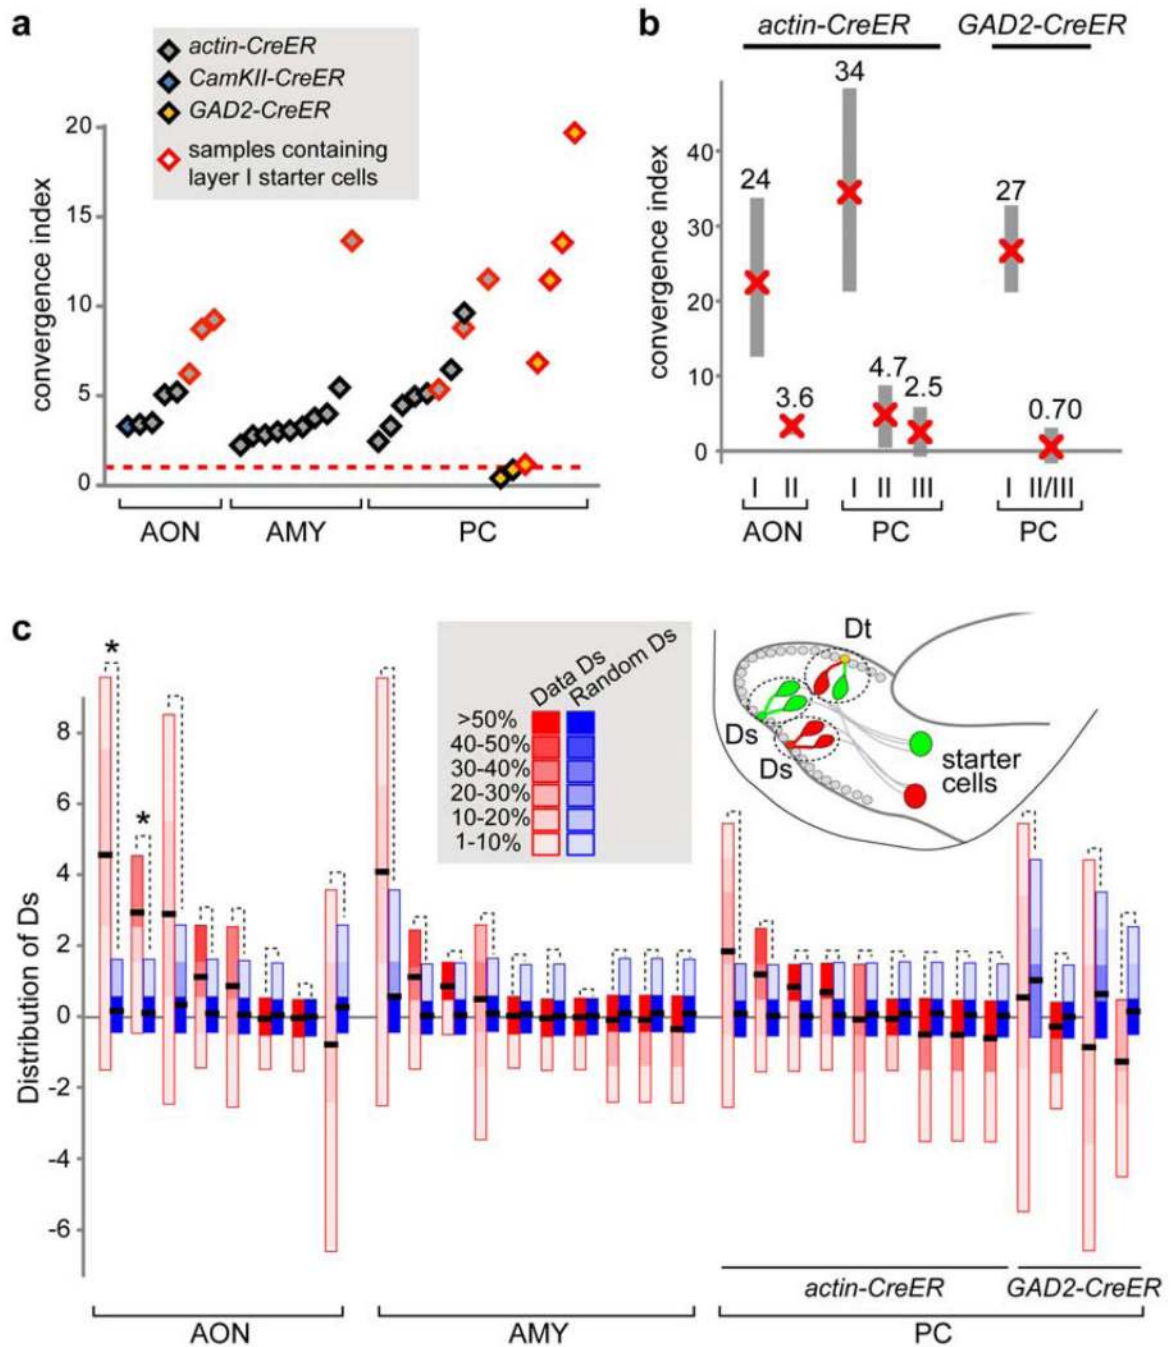 a
actin-CreER
CamKII-CreER
GAD2-CreER
samples containing
layer I starter cells
convergence index
20
15
10
5
0
AON AMY PC
b
actin-CreER GAD2-CreER
convergence index
40
30
20
10
0
24
3.6
34
4.7
2.5
27
0.70
I II I II III I II/III
AON PC PC
c
Data Ds
Random Ds
>50%
40-50%
30-40%
20-30%
10-20%
1-10%
Dt
Ds
Ds
starter
cells
Distribution of Ds
8
6
4
2
0
-2
-4
-6
*
*
actin-CreER GAD2-CreER
AON AMY PC